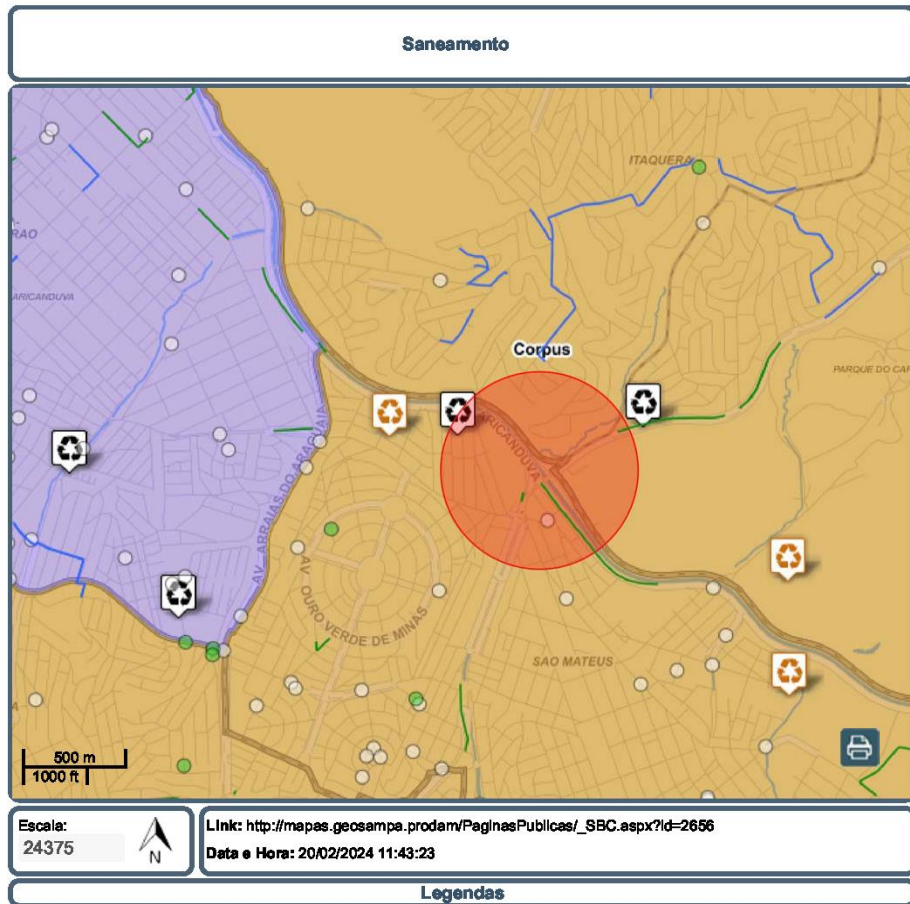 Saneamento
ITAQUERA
RAO
ARICANDUVA
Corpus
PARQUE DO CAR
ARICANDUVA
AV ARRAIAS DO ARAGUAIA
AV OURO VERDE DE MINAS
SAO MATEUS
500 m
1000 ft
Escala:
24375
N
Link: http://mapas.geosampa.prodam/PaginasPublicas/_SBC.aspx?id=2656
Data e Hora: 20/02/2024 11:43:23
Legendas